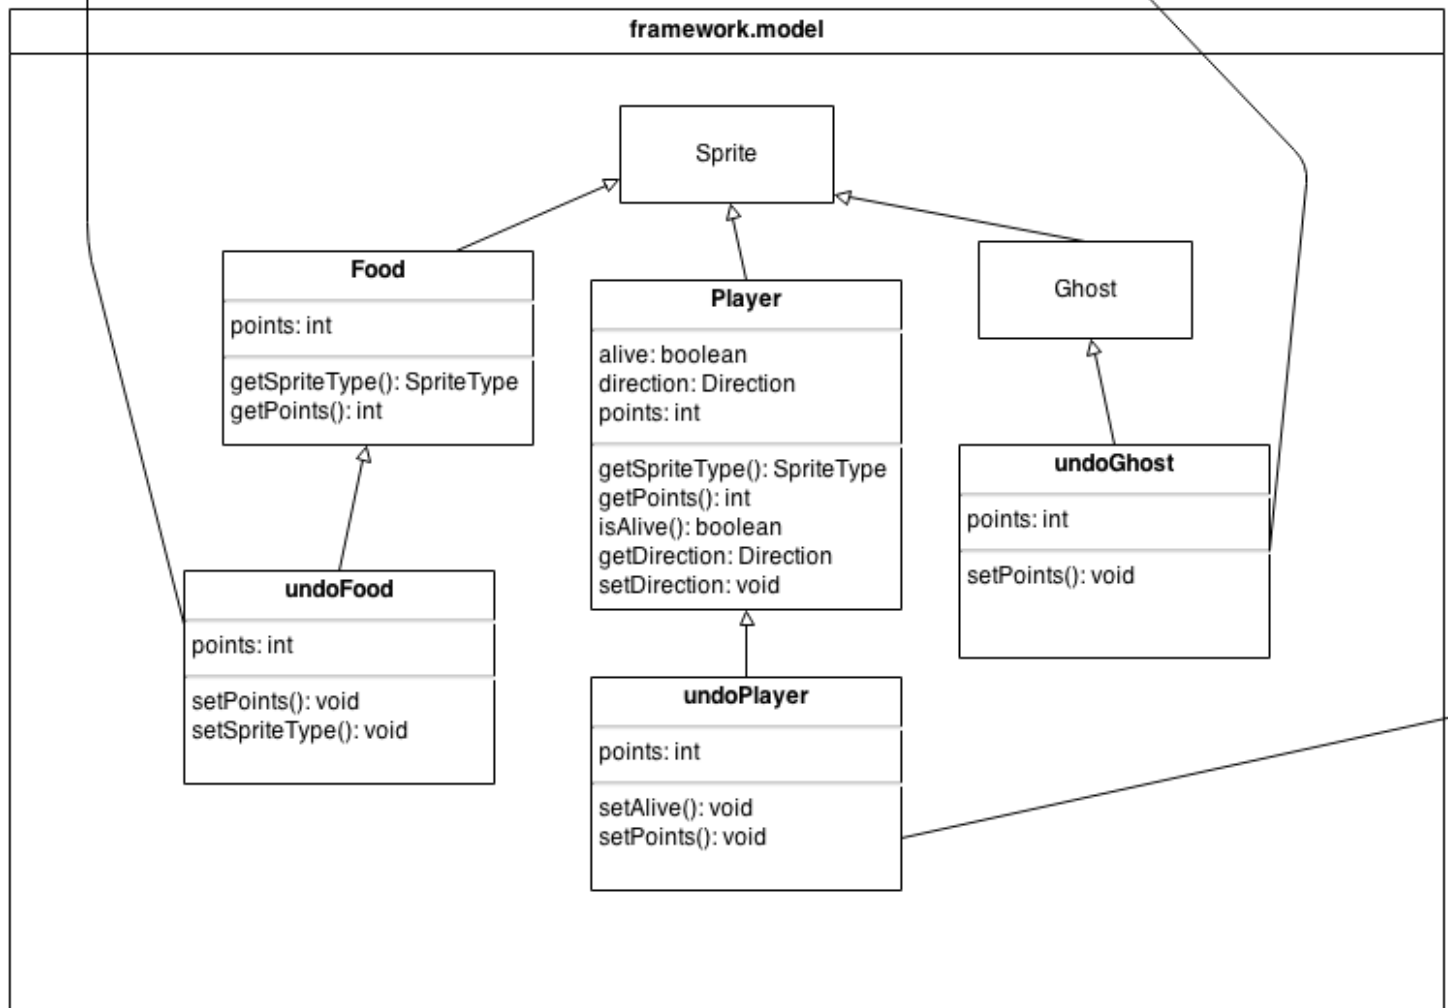 framework.model
Sprite
Food
points: int
getSpriteType(): SpriteType
getPoints(): int
Player
alive: boolean
direction: Direction
points: int
getSpriteType(): SpriteType
getPoints(): int
isAlive(): boolean
getDirection: Direction
setDirection: void
Ghost
undoGhost
points: int
setPoints(): void
undoFood
points: int
setPoints(): void
setSpriteType(): void
undoPlayer
points: int
setAlive(): void
setPoints(): void